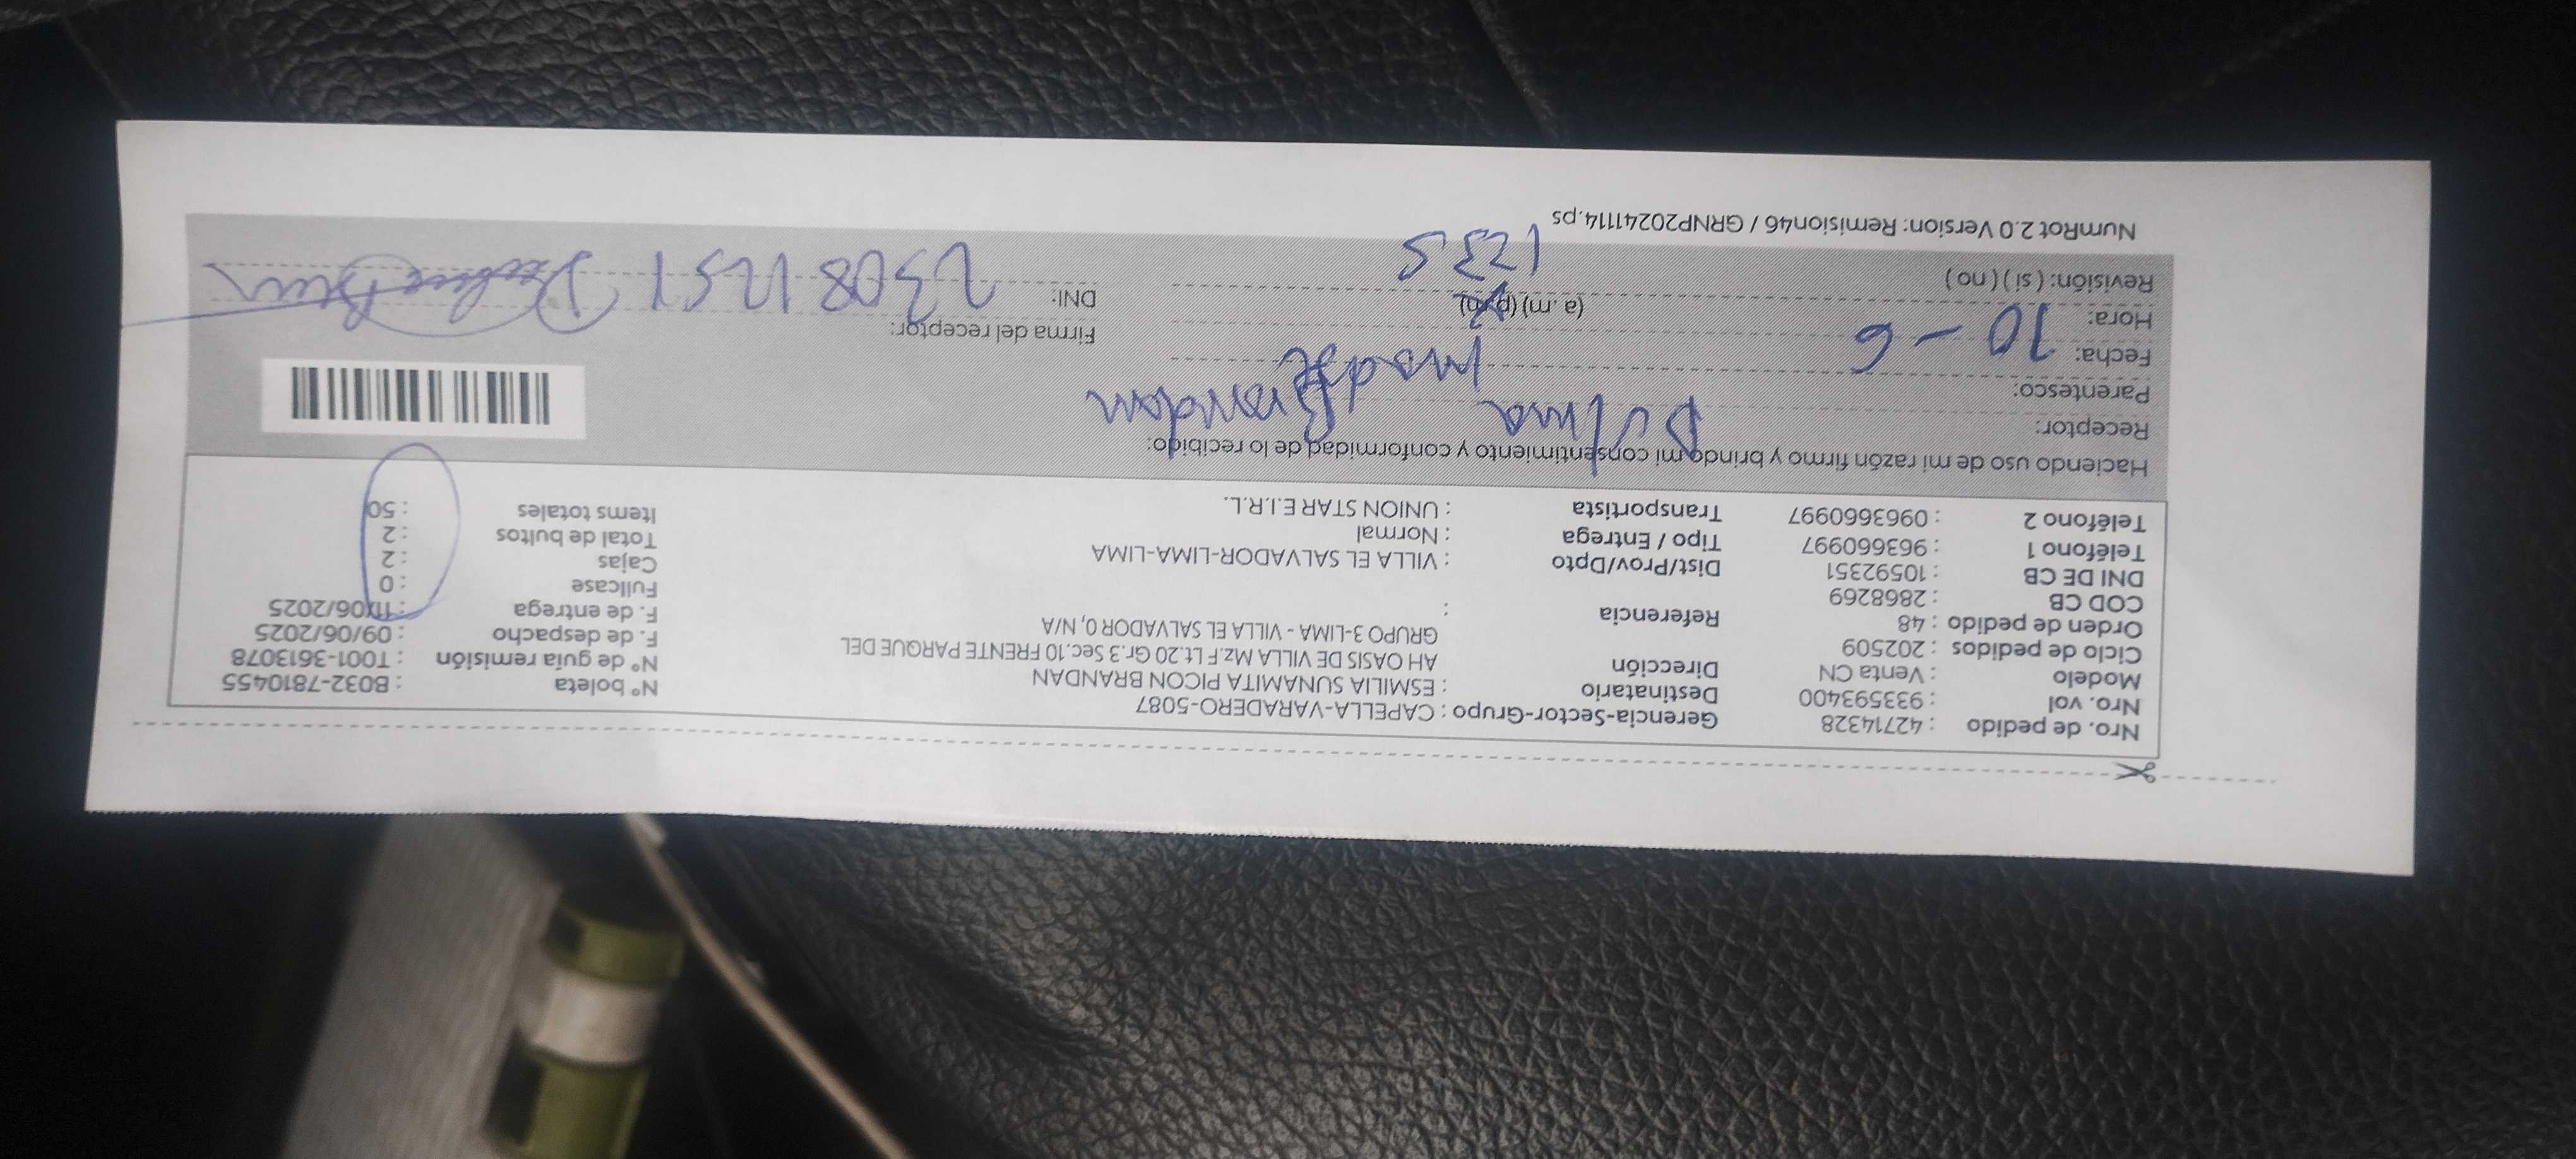 Nro. de pedido : 42714328
Nro. vol : 933593400
Modelo : Venta CN
Ciclo de pedidos : 202509
Orden de pedido : 48
COD CB : 2868269
DNI DE CB : 10592351
Teléfono 1 : 963660997
Teléfono 2 : 0963660997
Gerencia-Sector-Grupo : CAPELLA-VARADERO-5087
Destinatario : ESMILIA SUNAMITA PICON BRANDAN
Dirección AH OASIS DE VILLA Mz.F Lt.20 Gr.3 Sec.10 FRENTE PARQUE DEL
GRUPO 3-LIMA - VILLA EL SALVADOR 0, N/A
Referencia :
Dist/Prov/Dpto : VILLA EL SALVADOR-LIMA-LIMA
Tipo / Entrega : Normal
Transportista : UNION STAR E.I.R.L.
N° boleta : B032-7810455
N° de guía remisión : T001-3613078
F. de despacho : 09/06/2025
F. de entrega : 11/06/2025
Fullcase : 0
Cajas : 2
Total de bultos : 2
Items totales : 50
Haciendo uso de mi razón firmo y brindo mi consentimiento y conformidad de lo recibido:
Receptor: Brandan
Parentesco:
Fecha: 10-6
Hora: (a. m) (p. m) 1235
Revisión: ( si ) ( no )
Firma del receptor:
DNI:
NumRot 2.0 Version: Remision46 / GRNP20241114.ps